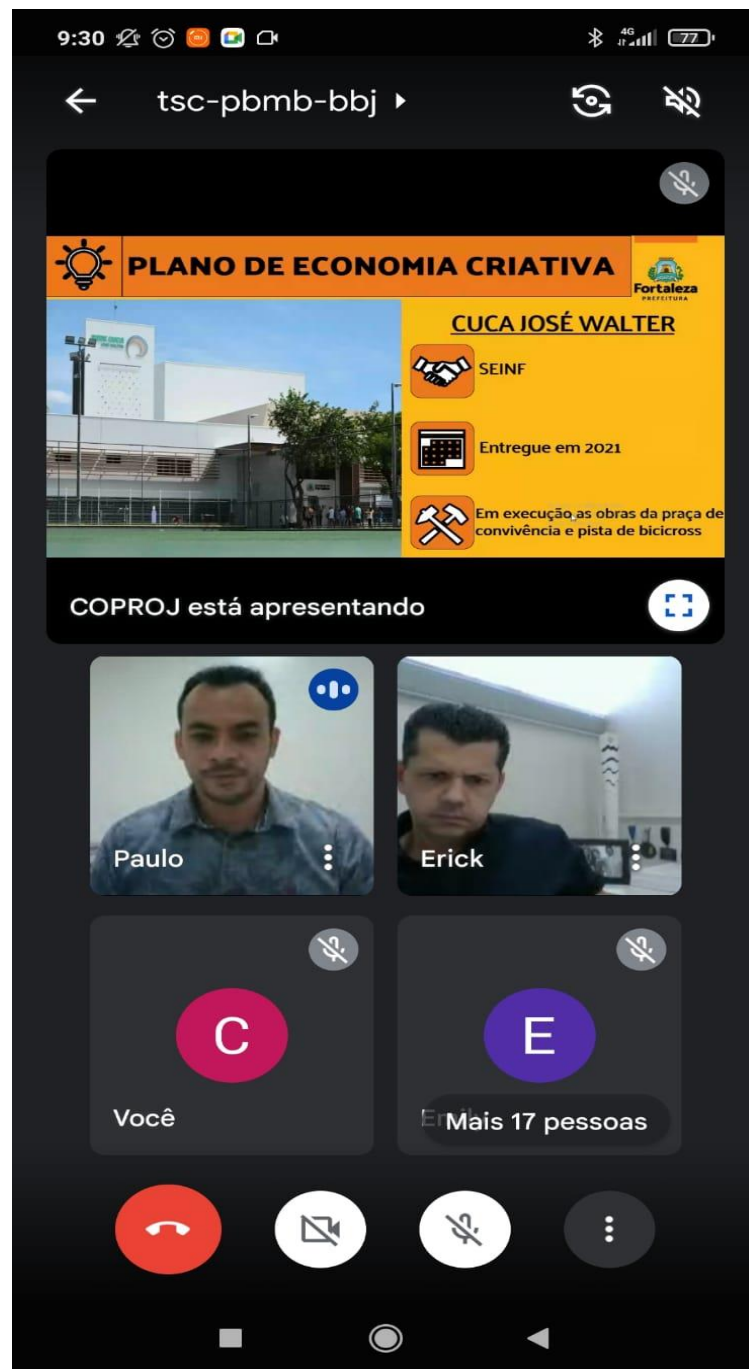 9:30 4G 77
tsc-pbmb-bbj
PLANO DE ECONOMIA CRIATIVA
Fortaleza
PREFEITURA
CUCA JOSÉ WALTER
SEINF
Entregue em 2021
Em execução as obras da praça de
convivência e pista de bicicross
COPROJ está apresentando
Paulo
Erick
C
E
Você
Mais 17 pessoas